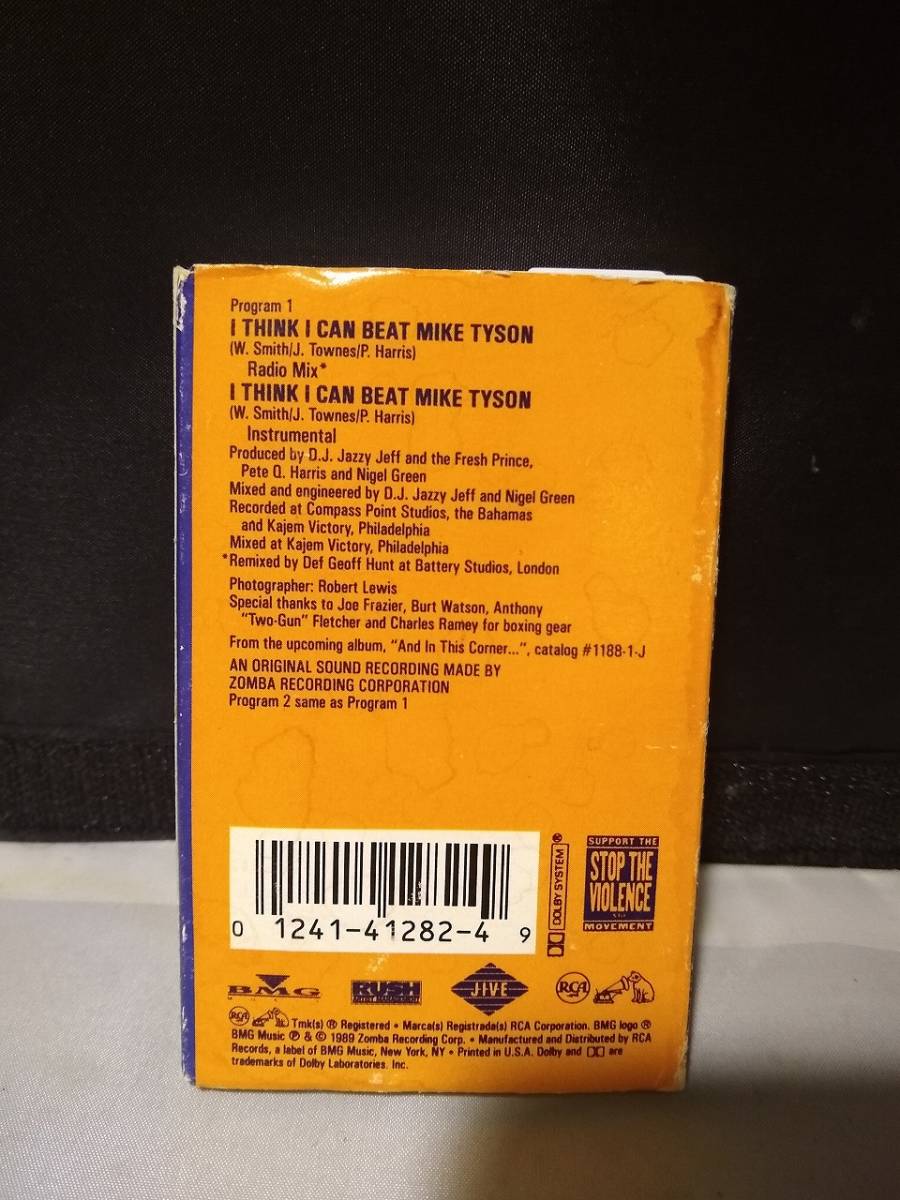 Program 1
I THINK I CAN BEAT MIKE TYSON
(W. Smith/J. Townes/P. Harris)
Radio Mix*
I THINK I CAN BEAT MIKE TYSON
(W. Smith/J. Townes/P. Harris)
Instrumental
Produced by D.J. Jazzy Jeff and the Fresh Prince,
Pete Q. Harris and Nigel Green
Mixed and engineered by D.J. Jazzy Jeff and Nigel Green
Recorded at Compass Point Studios, the Bahamas
and Kajem Victory, Philadelphia
Mixed at Kajem Victory, Philadelphia
*Remixed by Def Geoff Hunt at Battery Studios, London
Photographer: Robert Lewis
Special thanks to Joe Frazier, Burt Watson, Anthony
"Two-Gun" Fletcher and Charles Ramey for boxing gear
From the upcoming album, "And In This Corner...", catalog #1188-1-J
AN ORIGINAL SOUND RECORDING MADE BY
ZOMBA RECORDING CORPORATION
Program 2 same as Program 1
0 1241-41282-4 9
DOLBY SYSTEM ®
SUPPORT THE
STOP THE
VIOLENCE
MOVEMENT
BMG
MUSIC
RUSH
ARTIST MANAGEMENT
JIVE
RCA
RCA Tmk(s) ® Registered • Marca(s) Registrada(s) RCA Corporation. BMG logo ®
BMG Music ℗ & © 1989 Zomba Recording Corp. • Manufactured and Distributed by RCA
Records, a label of BMG Music, New York, NY • Printed in U.S.A. Dolby and are
trademarks of Dolby Laboratories. Inc.